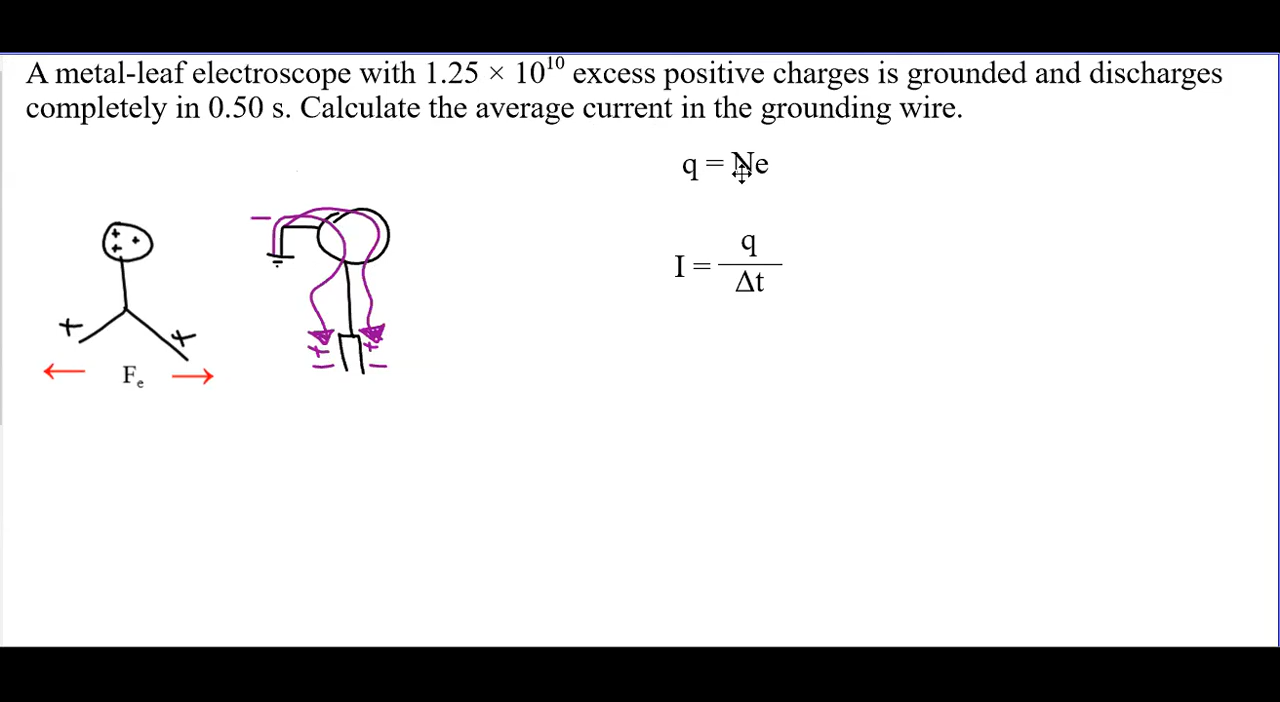 A metal-leaf electroscope with 1.25 × 10¹⁰ excess positive charges is grounded and discharges
completely in 0.50 s. Calculate the average current in the grounding wire.
q = Ne
I = q / Δt
+ + +
−
+ +
+ +
− −
← Fₑ →